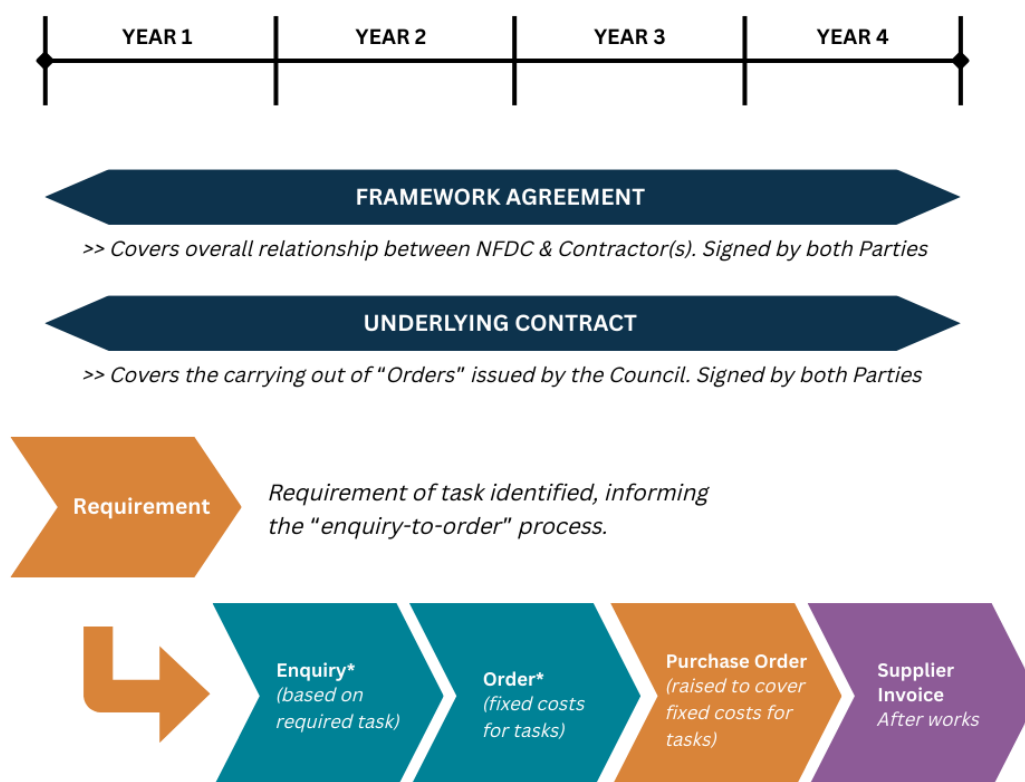 YEAR 1 YEAR 2 YEAR 3 YEAR 4
FRAMEWORK AGREEMENT
>> Covers overall relationship between NFDC & Contractor(s). Signed by both Parties
UNDERLYING CONTRACT
>> Covers the carrying out of “Orders” issued by the Council. Signed by both Parties
Requirement
Requirement of task identified, informing
the “enquiry-to-order” process.
Enquiry*
(based on
required task)
Order*
(fixed costs
for tasks)
Purchase Order
(raised to cover
fixed costs for
tasks)
Supplier
Invoice
After works